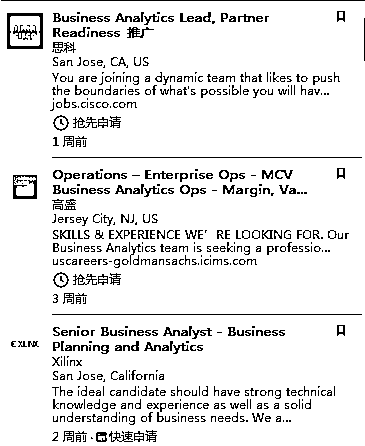 Business Analytics Lead, Partner
Readiness 推广
思科
San Jose, CA, US
You are joining a dynamic team that likes to push
the boundaries of what's possible you will hav...
jobs.cisco.com
抢先申请
1 周前
Operations – Enterprise Ops - MCV
Business Analytics Ops - Margin, Va...
高盛
Jersey City, NJ, US
SKILLS & EXPERIENCE WE’RE LOOKING FOR. Our
Business Analytics team is seeking a professio...
uscareers-goldmansachs.icims.com
抢先申请
3 周前
Senior Business Analyst - Business
Planning and Analytics
XILINX
Xilinx
San Jose, California
The ideal candidate should have strong technical
knowledge and experience as well as a solid
understanding of business needs. We a...
2 周前 · in 快速申请